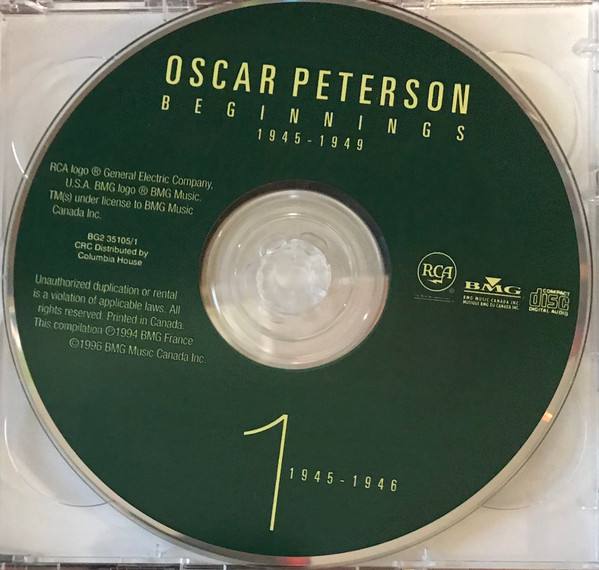 OSCAR PETERSON
BEGINNINGS
1945-1949
RCA logo ® General Electric Company,
U.S.A. BMG logo ® BMG Music.
TM(s) under license to BMG Music
Canada Inc.
BG2 35105/1
CRC Distributed by
Columbia House
Unauthorized duplication or rental
is a violation of applicable laws. All
rights reserved. Printed in Canada.
This compilation Ⓟ1994 BMG France
©1996 BMG Music Canada Inc.
RCA
BMG
BMG MUSIC CANADA INC.
MUSIQUE BMG DU CANADA INC.
COMPACT
disc
DIGITAL AUDIO
1
1945-1946